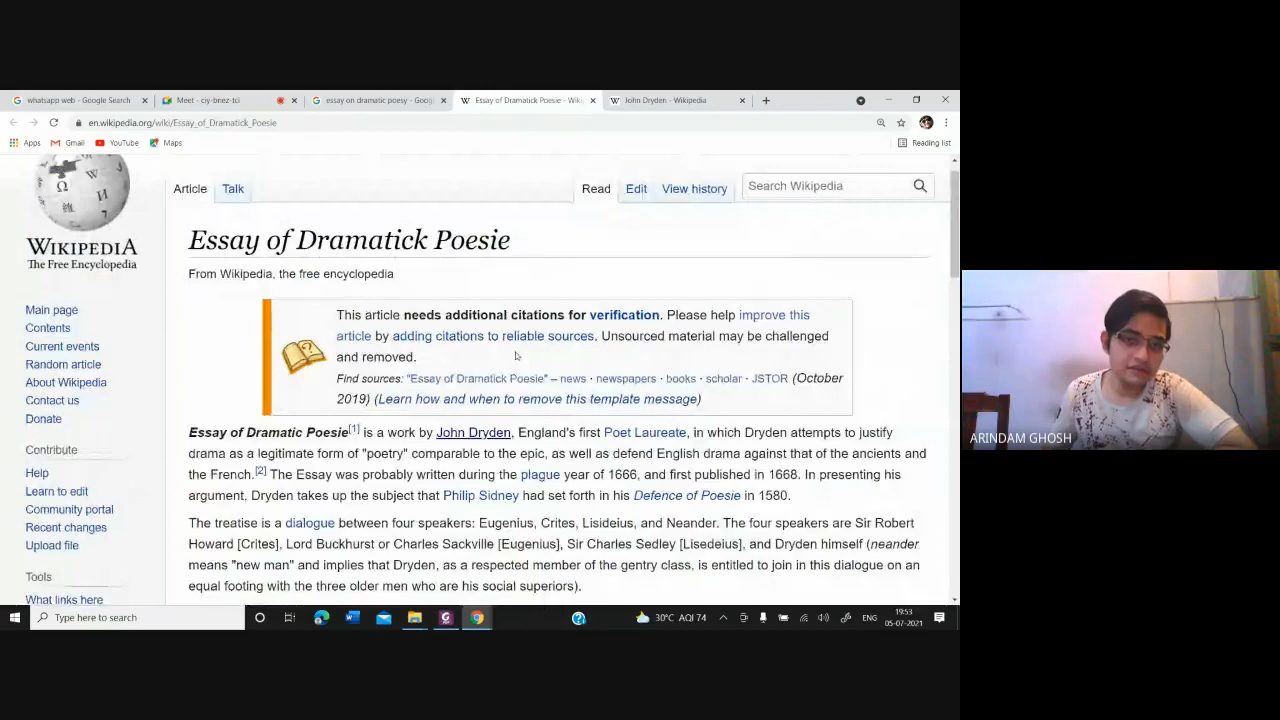 whatsapp web - Google Search
Meet - ciy-bnez-tci
essay on dramatic poesy - Goog
Essay of Dramatick Poesie - Wik
John Dryden - Wikipedia
en.wikipedia.org/wiki/Essay_of_Dramatick_Poesie
Apps Gmail YouTube Maps Reading list
Article Talk Read Edit View history Search Wikipedia
WIKIPEDIA
The Free Encyclopedia
Main page
Contents
Current events
Random article
About Wikipedia
Contact us
Donate
Contribute
Help
Learn to edit
Community portal
Recent changes
Upload file
Tools
What links here
Essay of Dramatick Poesie
From Wikipedia, the free encyclopedia
This article needs additional citations for verification. Please help improve this
article by adding citations to reliable sources. Unsourced material may be challenged
and removed.
Find sources: "Essay of Dramatick Poesie" – news · newspapers · books · scholar · JSTOR (October
2019) (Learn how and when to remove this template message)
Essay of Dramatic Poesie[1] is a work by John Dryden, England's first Poet Laureate, in which Dryden attempts to justify
drama as a legitimate form of "poetry" comparable to the epic, as well as defend English drama against that of the ancients and
the French.[2] The Essay was probably written during the plague year of 1666, and first published in 1668. In presenting his
argument, Dryden takes up the subject that Philip Sidney had set forth in his Defence of Poesie in 1580.
The treatise is a dialogue between four speakers: Eugenius, Crites, Lisideius, and Neander. The four speakers are Sir Robert
Howard [Crites], Lord Buckhurst or Charles Sackville [Eugenius], Sir Charles Sedley [Lisedeius], and Dryden himself (neander
means "new man" and implies that Dryden, as a respected member of the gentry class, is entitled to join in this dialogue on an
equal footing with the three older men who are his social superiors).
ARINDAM GHOSH
Type here to search
30°C AQI 74
ENG
19:53
05-07-2021